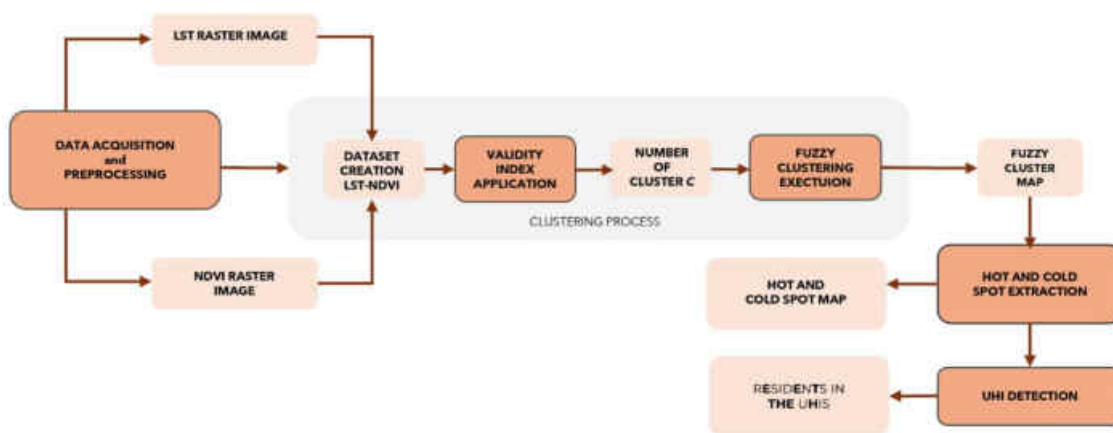 LST RASTER IMAGE
DATA ACQUISITION
and
PREPROCESSING
DATASET
CREATION
LST-NDVI
VALIDITY
INDEX
APPLICATION
NUMBER
OF
CLUSTER C
FUZZY
CLUSTERING
EXECTUION
FUZZY
CLUSTER
MAP
CLUSTERING PROCESS
NDVI RASTER
IMAGE
HOT AND
COLD SPOT MAP
HOT AND COLD
SPOT EXTRACTION
RESIDENTS IN
THE UHIS
UHI DETECTION